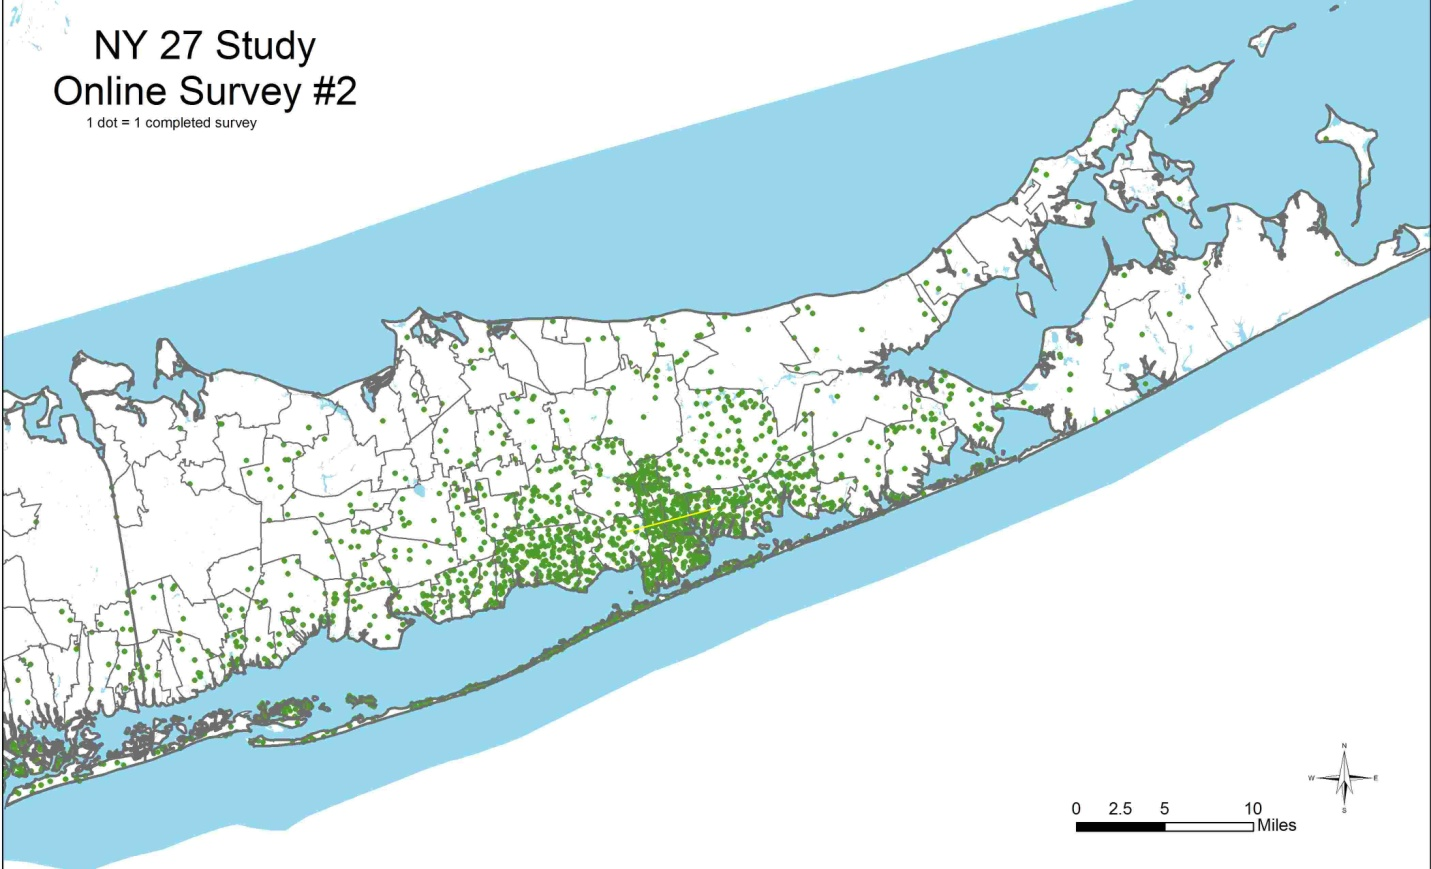 NY 27 Study
Online Survey #2
1 dot = 1 completed survey
N
W
E
S
0 2.5 5 10
Miles